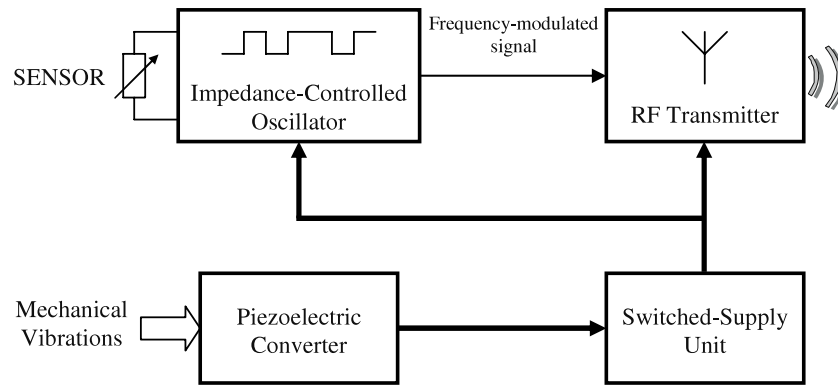 Frequency-modulated
signal
SENSOR
Impedance-Controlled
Oscillator
RF Transmitter
Mechanical
Vibrations
Piezoelectric
Converter
Switched-Supply
Unit